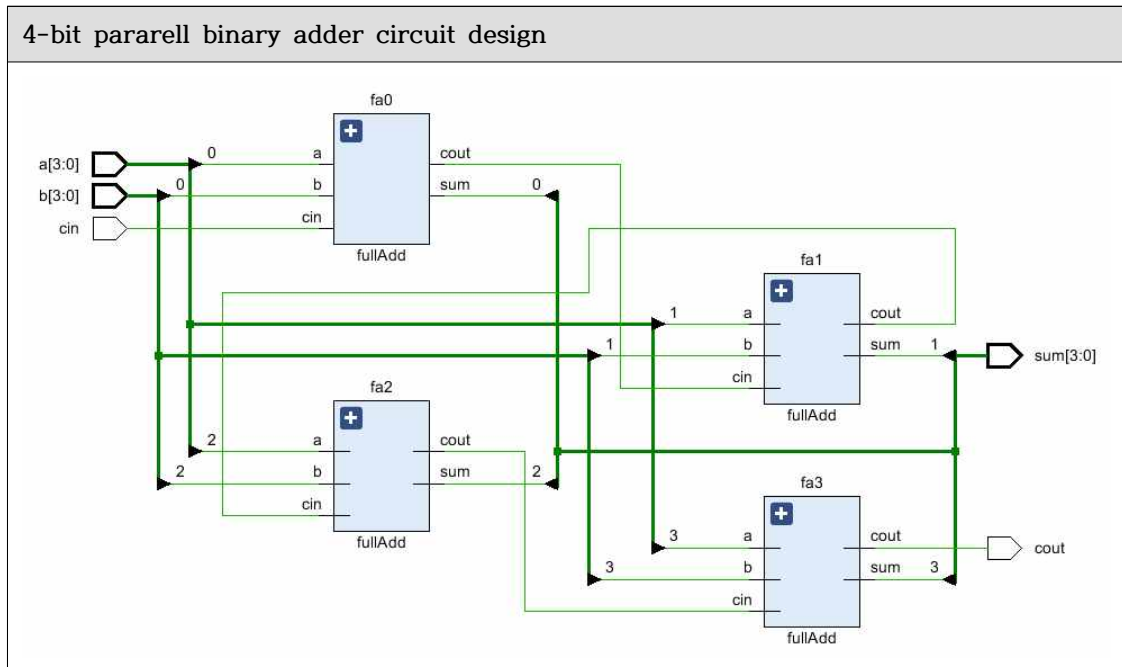 4-bit pararell binary adder circuit design
fa0
a[3:0]
0
a
cout
b[3:0]
0
b
sum
0
cin
cin
fullAdd
fa1
1
a
cout
1
b
sum
1
sum[3:0]
cin
fullAdd
fa2
2
a
cout
2
b
sum
2
cin
fullAdd
fa3
3
a
cout
cout
3
b
sum
3
cin
fullAdd